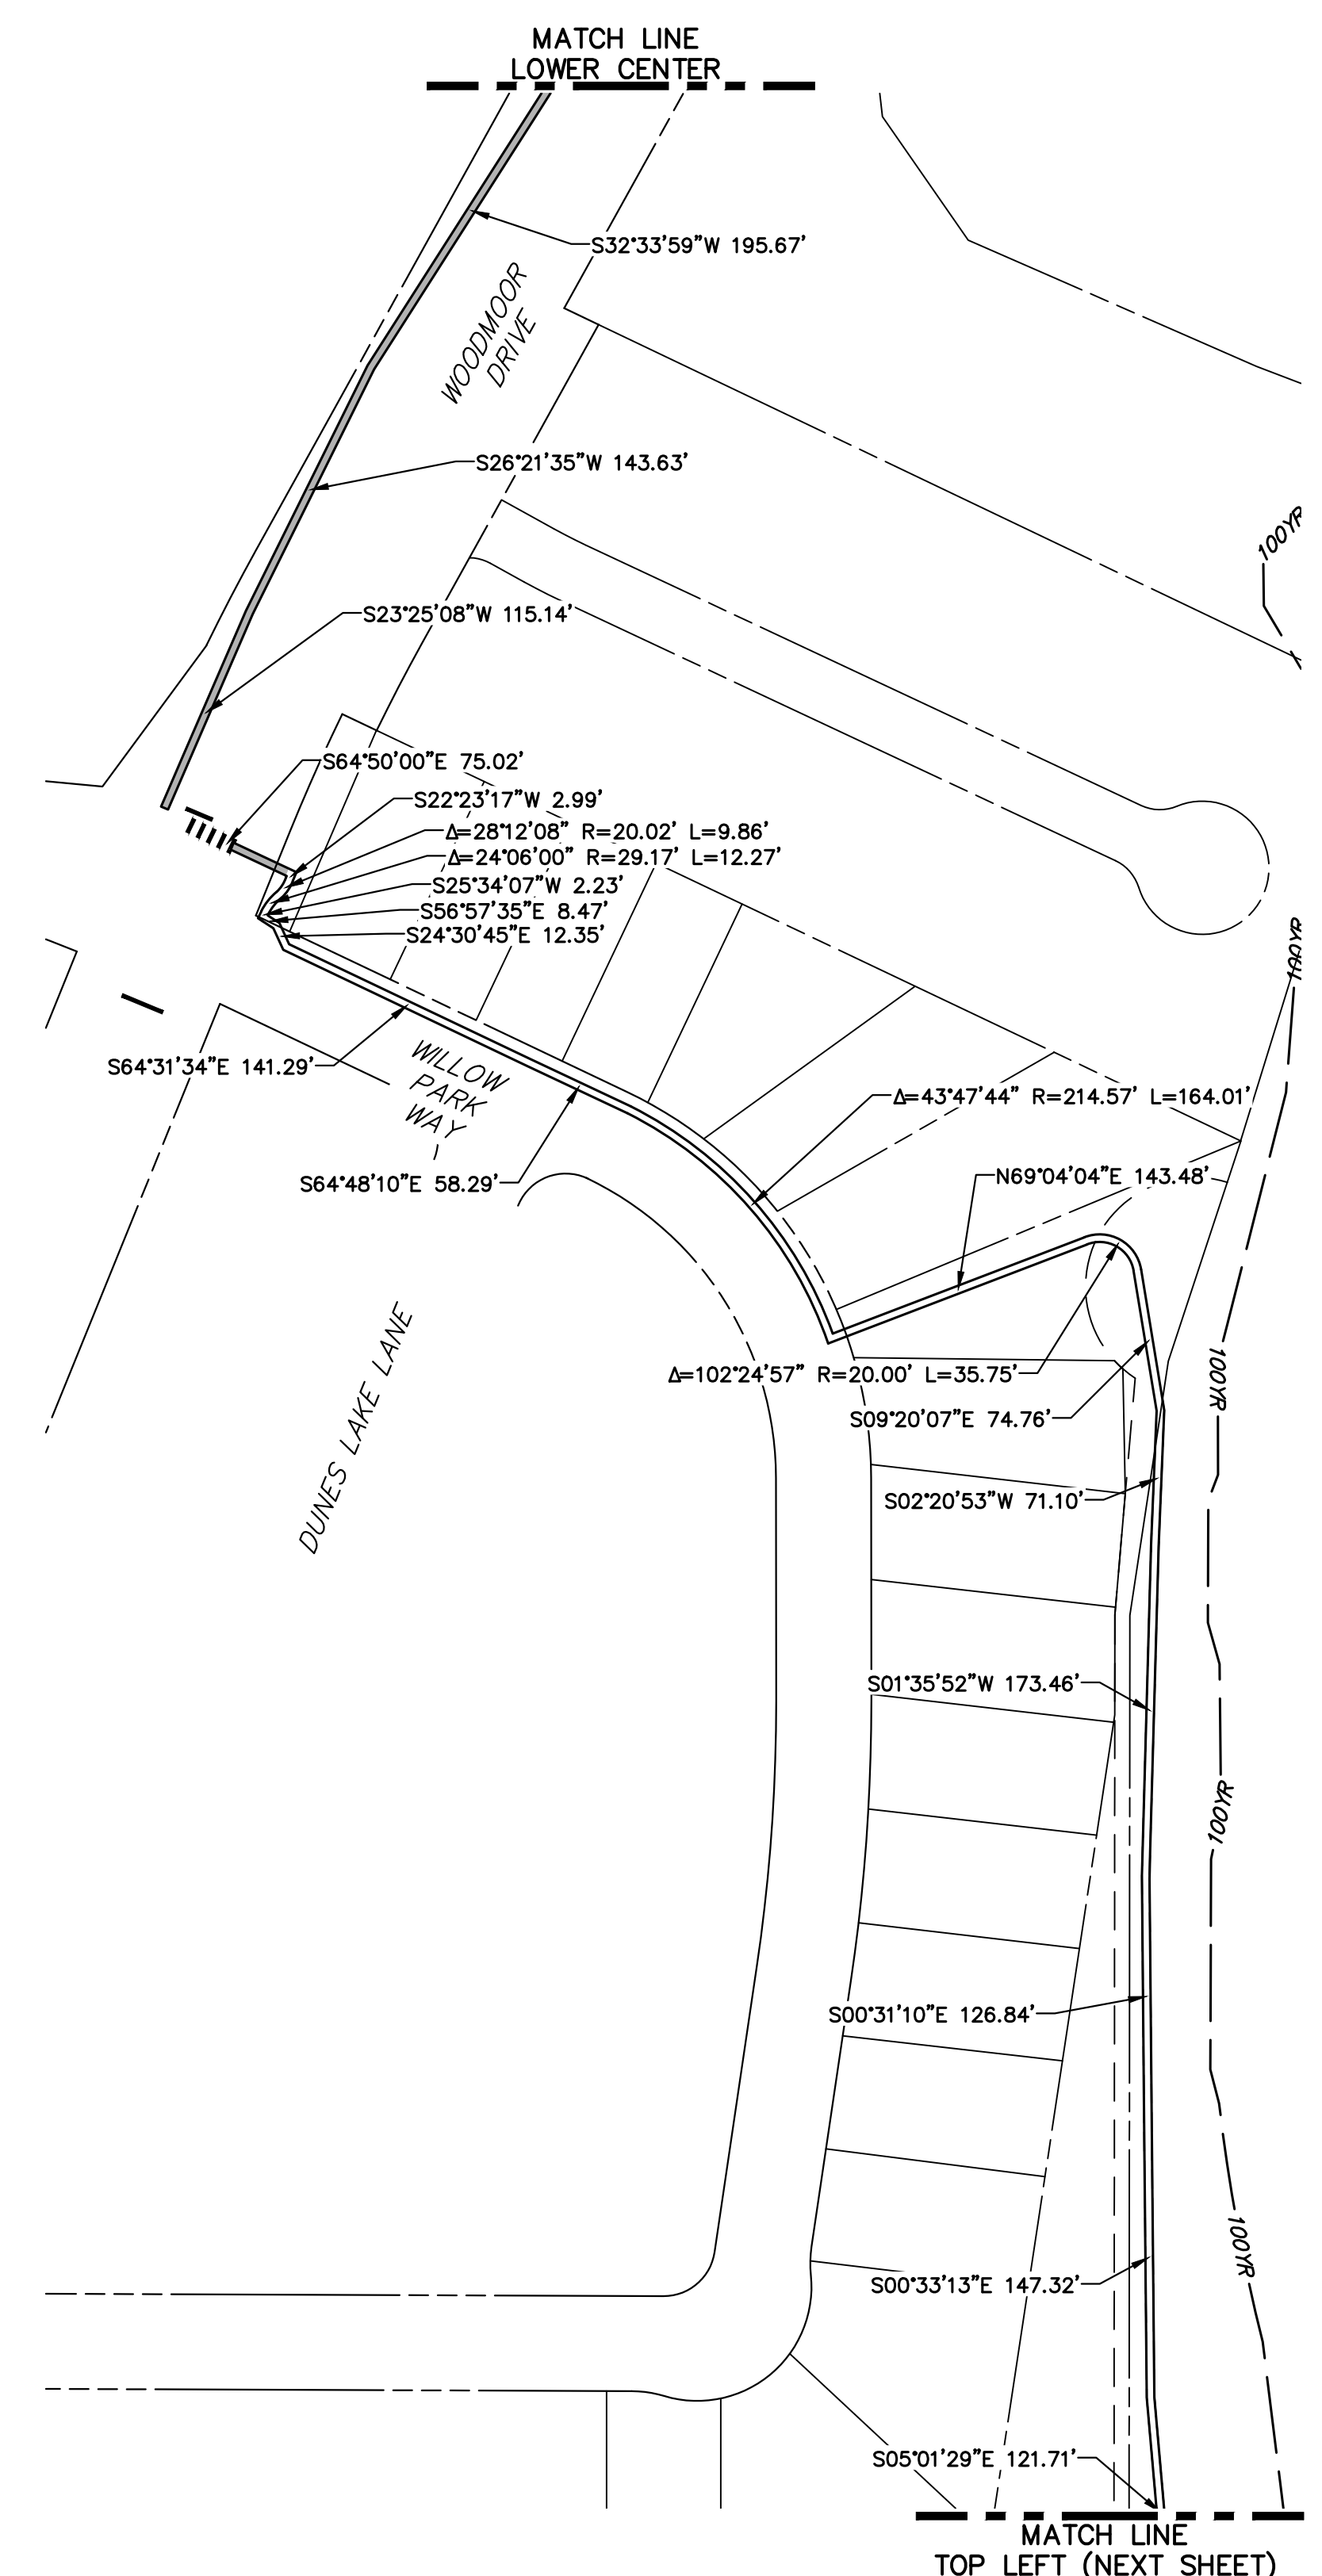 MATCH LINE
LOWER CENTER
S32°33'59"W 195.67'
WOODMOOR
DRIVE
S26°21'35"W 143.63'
100YR
S23°25'08"W 115.14'
S64°50'00"E 75.02'
S22°23'17"W 2.99'
Δ=28°12'08" R=20.02' L=9.86'
Δ=24°06'00" R=29.17' L=12.27'
S25°34'07"W 2.23'
S56°57'35"E 8.47'
S24°30'45"E 12.35'
100YR
S64°31'34"E 141.29'
WILLOW
PARK
WAY
Δ=43°47'44" R=214.57' L=164.01'
N69°04'04"E 143.48'
S64°48'10"E 58.29'
DUNES LAKE LANE
Δ=102°24'57" R=20.00' L=35.75'
100YR
S09°20'07"E 74.76'
S02°20'53"W 71.10'
S01°35'52"W 173.46'
100YR
S00°31'10"E 126.84'
100YR
S00°33'13"E 147.32'
S05°01'29"E 121.71'
MATCH LINE
TOP LEFT (NEXT SHEET)